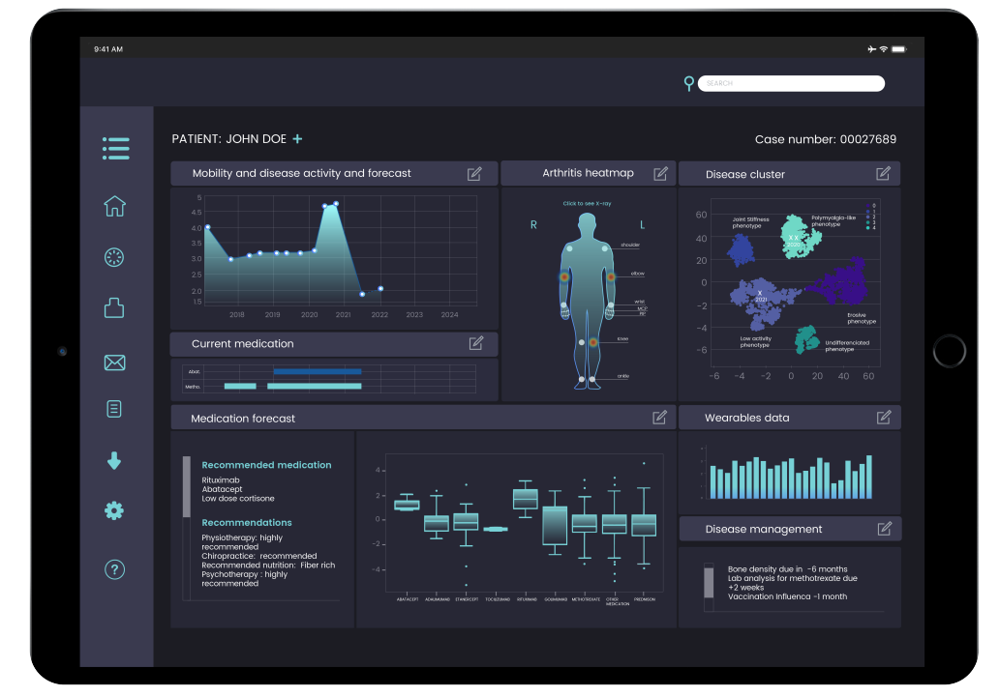 9:41 AM
SEARCH
PATIENT: JOHN DOE +
Case number: 00027689
Mobility and disease activity and forecast
5
4.5
4.0
3.5
3.0
2.5
2.0
1.5
2018 2019 2020 2021 2022 2023 2024
Current medication
Abat.
Metho.
Arthritis heatmap
Click to see X-ray
R L
shoulder
elbow
wrist
MCP
PIP
knee
ankle
Disease cluster
60
40
20
0
-2
-4
-6
-6 -4 -2 0 20 40 60
0
1
2
3
4
Joint Stiffness
phenotype
Polymyalgia-like
phenotype
X X
2020
X
2021
Erosive
phenotype
Low activity
phenotype
Undifferenciated
phenotype
Medication forecast
Recommended medication
Rituximab
Abatacept
Low dose cortisone
Recommendations
Physiotherapy: highly
recommended
Chiropractice: recommended
Recommended nutrition: Fiber rich
Psychotherapy : highly
recommended
4
2
0
-2
-4
ABATACEPT ADALIMUMAB ETANERCEPT TOCILIZUMAB RITUXIMAB GOLIMUMAB METHOTREXATE OTHER PREDNISON
MEDICATION
Wearables data
Disease management
Bone density due in -6 months
Lab analysis for methotrexate due
+2 weeks
Vaccination Influenca -1 month
?